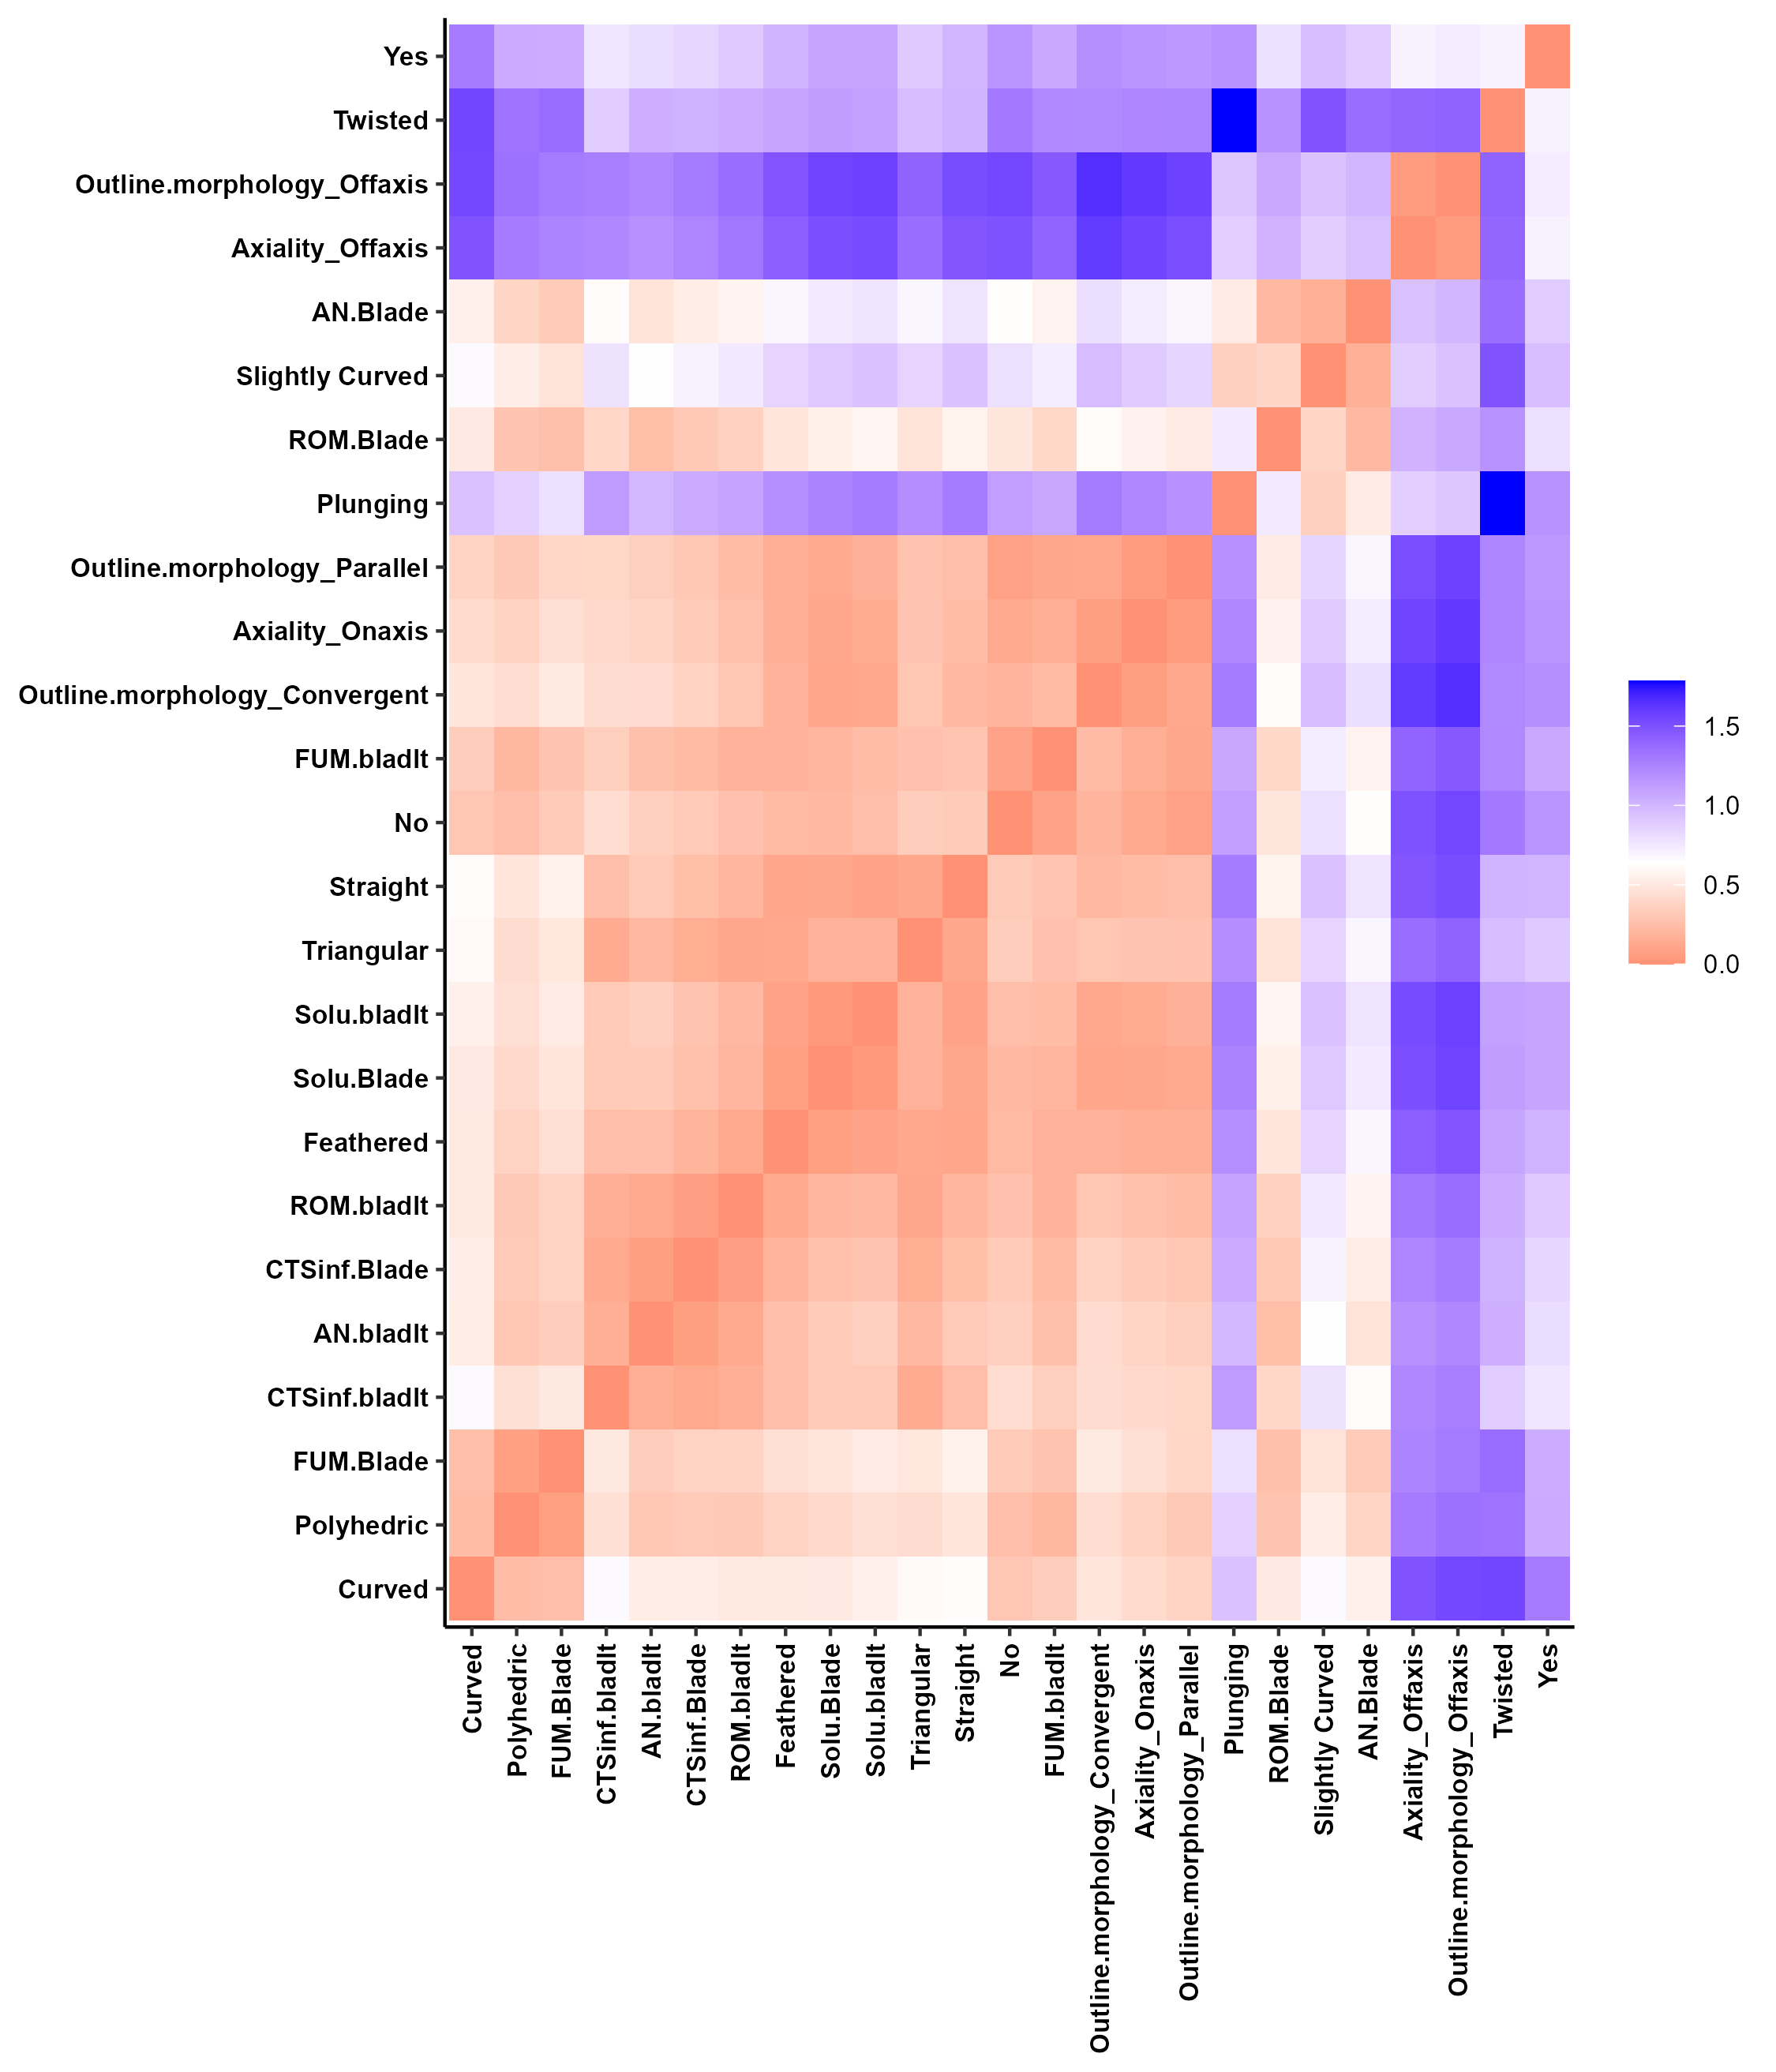 Yes
Twisted
Outline.morphology_Offaxis
Axiality_Offaxis
AN.Blade
Slightly Curved
ROM.Blade
Plunging
Outline.morphology_Parallel
Axiality_Onaxis
Outline.morphology_Convergent
FUM.bladlt
No
Straight
Triangular
Solu.bladlt
Solu.Blade
Feathered
ROM.bladlt
CTSinf.Blade
AN.bladlt
CTSinf.bladlt
FUM.Blade
Polyhedric
Curved
1.5
1.0
0.5
0.0
Curved
Polyhedric
FUM.Blade
CTSinf.bladlt
AN.bladlt
CTSinf.Blade
ROM.bladlt
Feathered
Solu.Blade
Solu.bladlt
Triangular
Straight
No
FUM.bladlt
Outline.morphology_Convergent
Axiality_Onaxis
Outline.morphology_Parallel
Plunging
ROM.Blade
Slightly Curved
AN.Blade
Axiality_Offaxis
Outline.morphology_Offaxis
Twisted
Yes